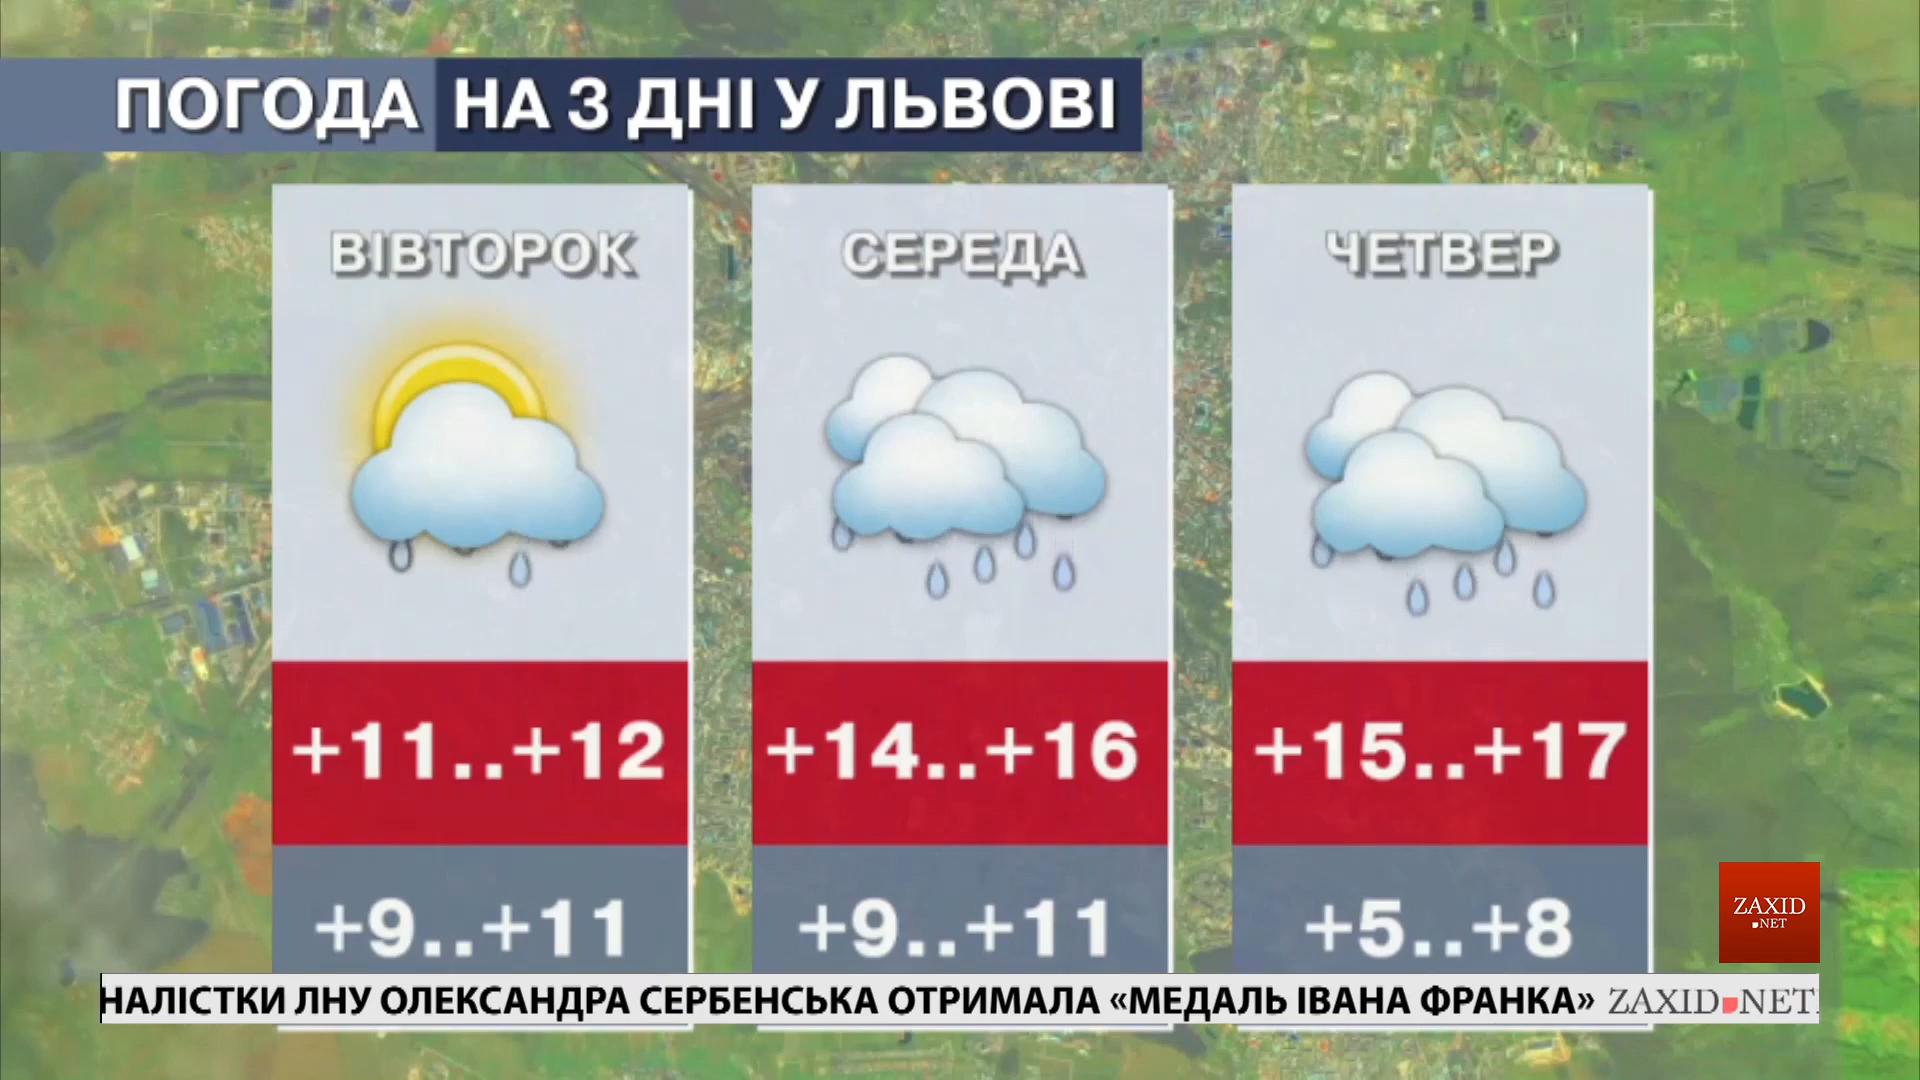 ПОГОДА НА 3 ДНІ У ЛЬВОВІ
ВІВТОРОК СЕРЕДА ЧЕТВЕР
+11..+12 +14..+16 +15..+17
+9..+11 +9..+11 +5..+8
ZAXID
.NET
НАЛІСТКИ ЛНУ ОЛЕКСАНДРА СЕРБЕНСЬКА ОТРИМАЛА «МЕДАЛЬ ІВАНА ФРАНКА» ZAXID.NET